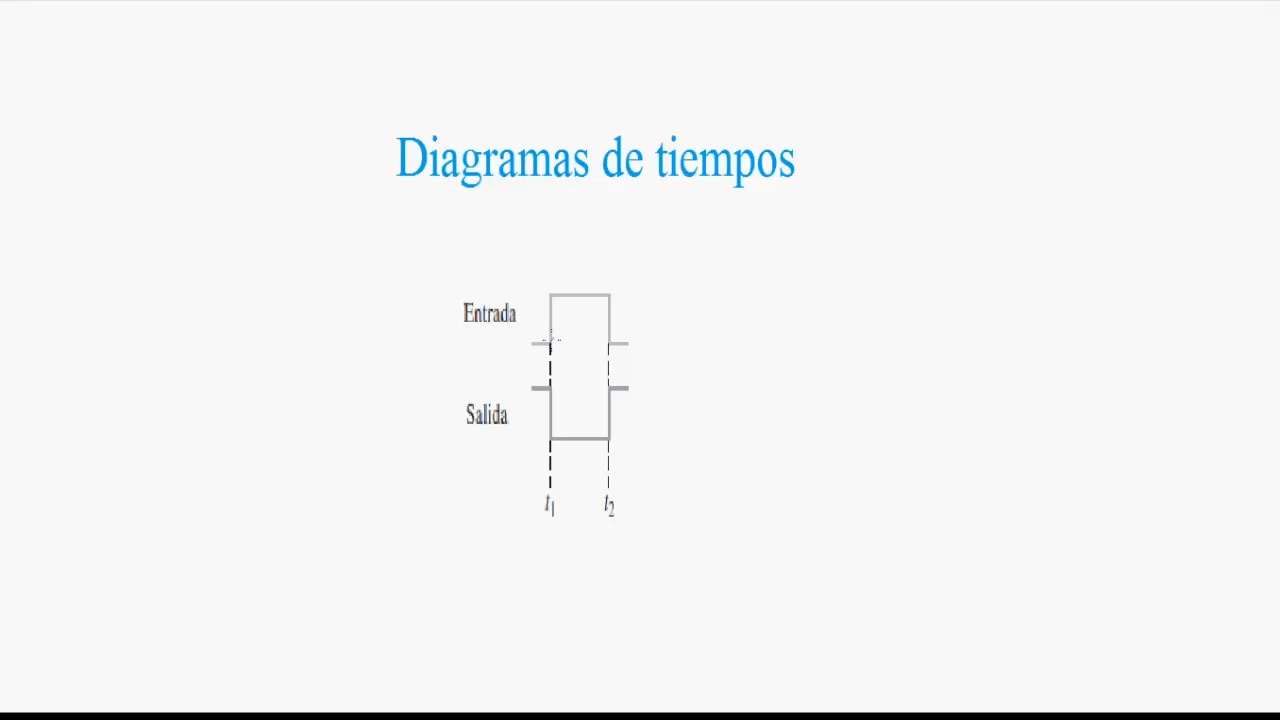 Diagramas de tiempos
Entrada
Salida
t₁ t₂